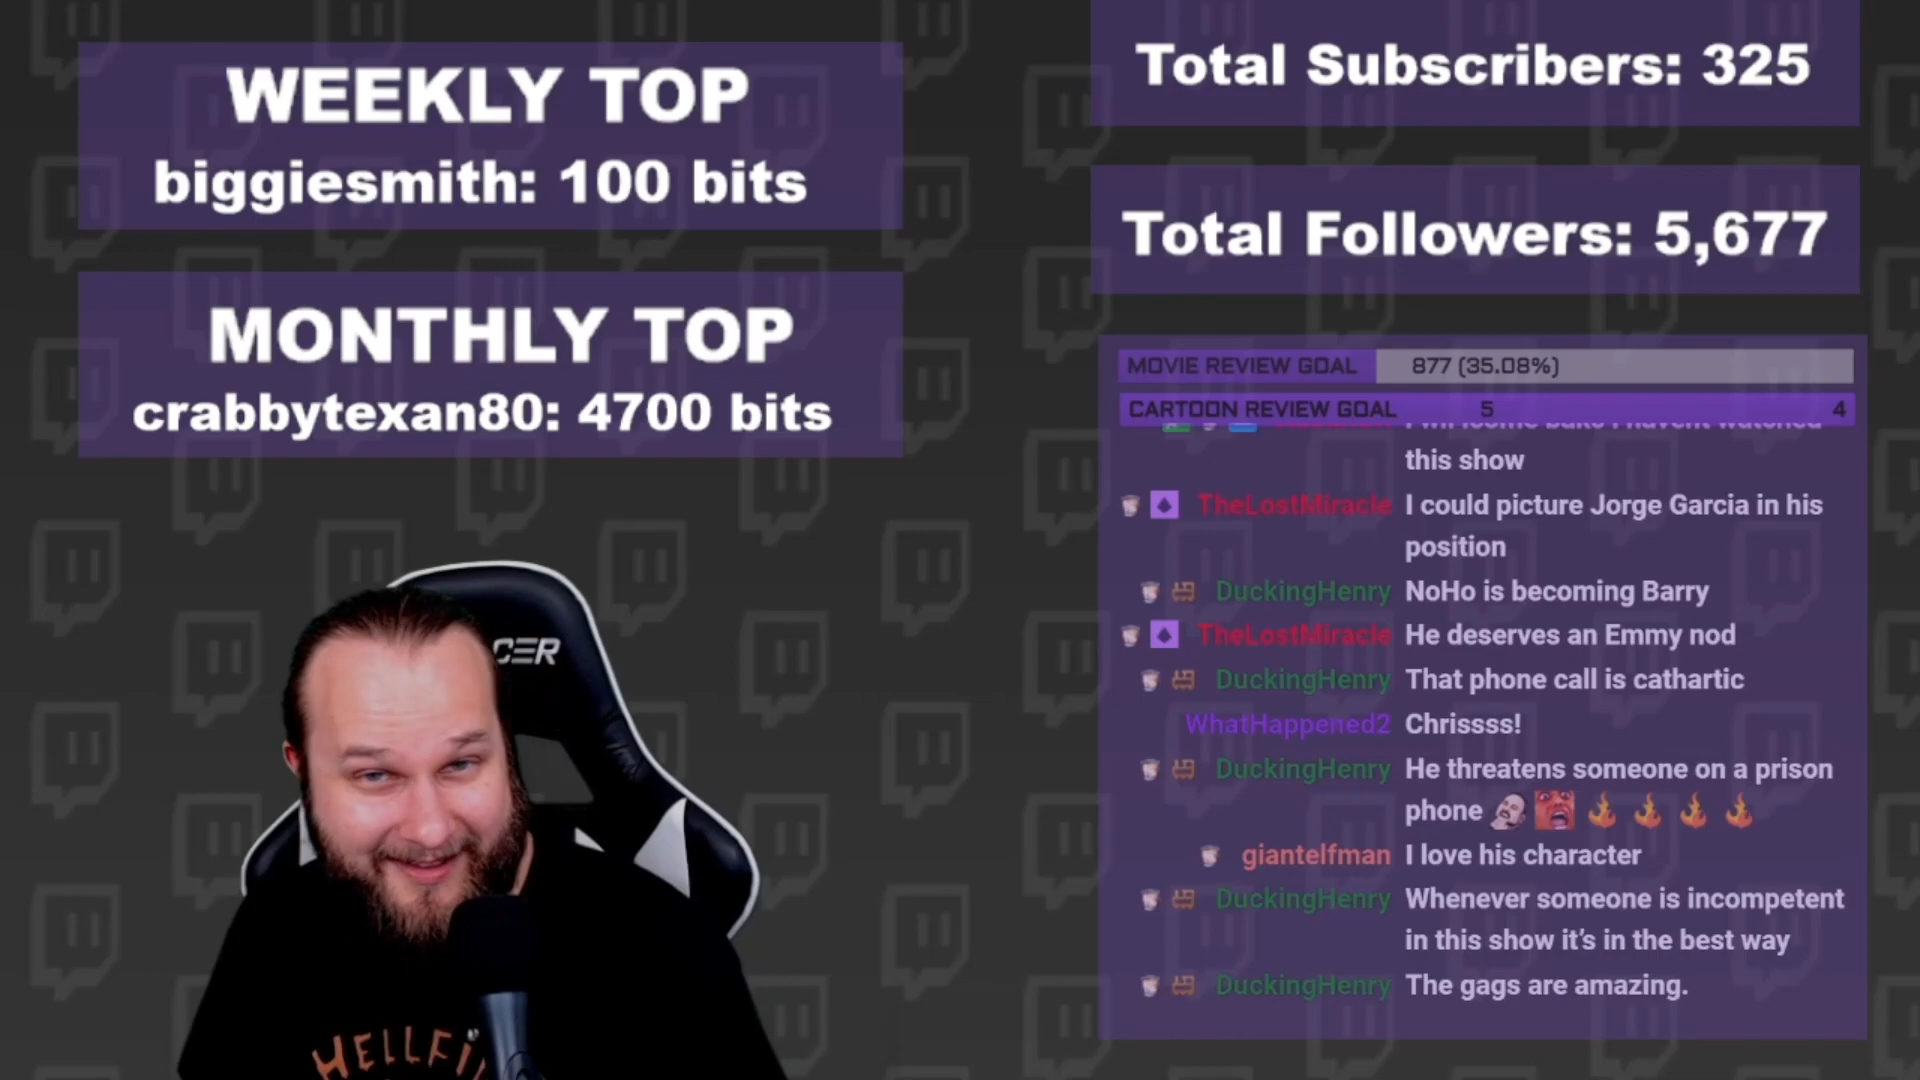 WEEKLY TOP
biggiesmith: 100 bits
MONTHLY TOP
crabbytexan80: 4700 bits
Total Subscribers: 325
Total Followers: 5,677
MOVIE REVIEW GOAL 877 (35.08%)
CARTOON REVIEW GOAL 5 4
this show
TheLostMiracle I could picture Jorge Garcia in his
position
DuckingHenry NoHo is becoming Barry
TheLostMiracle He deserves an Emmy nod
DuckingHenry That phone call is cathartic
WhatHappened2 Chrissss!
DuckingHenry He threatens someone on a prison
phone
giantelfman I love his character
DuckingHenry Whenever someone is incompetent
in this show it's in the best way
DuckingHenry The gags are amazing.
CER
HELLFI